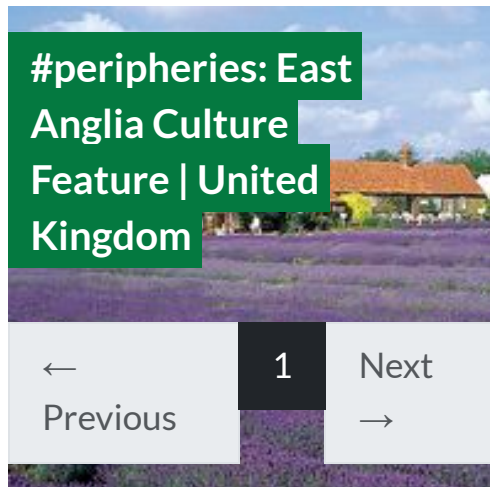 #peripheries: East
Anglia Culture
Feature | United
Kingdom
← 1 Next
Previous →